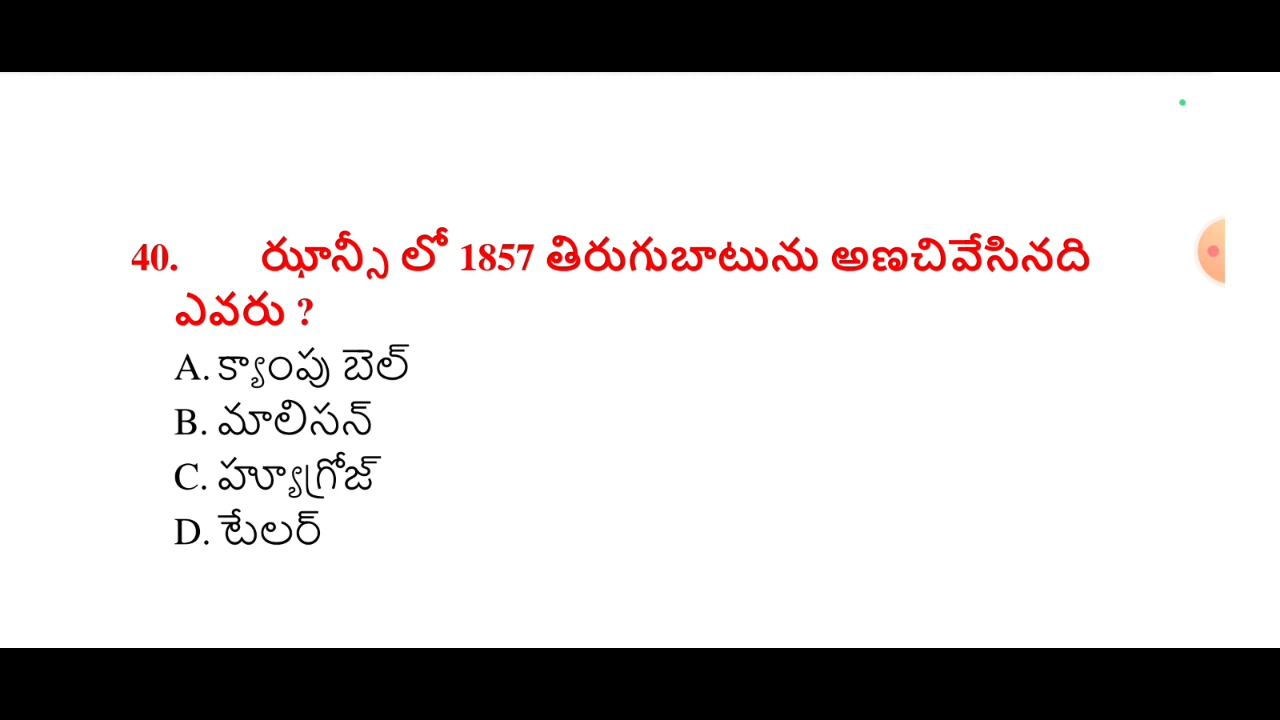 40. ఝాన్సీ లో 1857 తిరుగుబాటును అణచివేసినది
ఎవరు ?
A. క్యాంపు బెల్
B. మాలిసన్
C. హ్యూగ్రోజ్
D. టేలర్